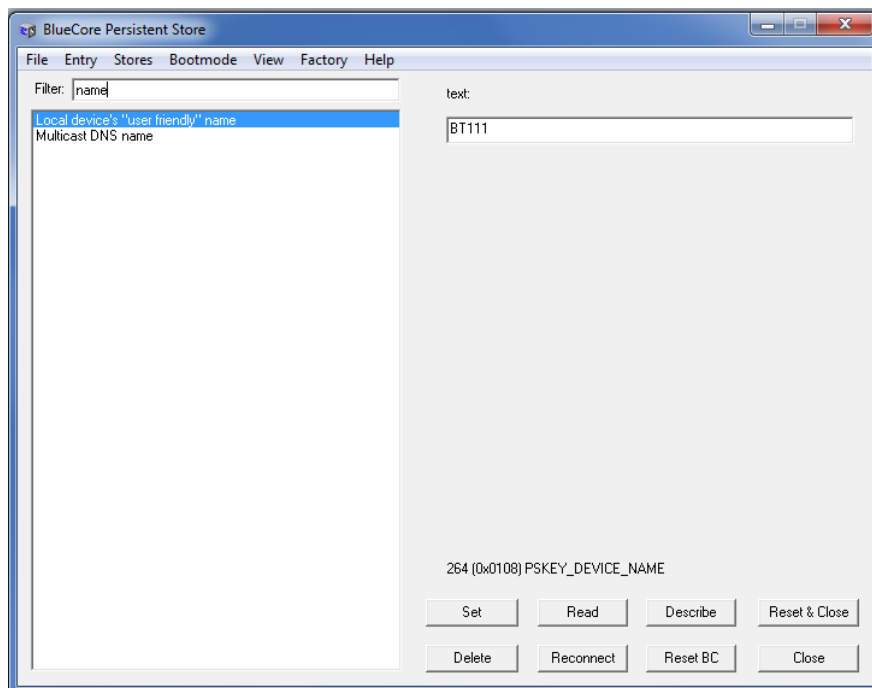 BlueCore Persistent Store
File Entry Stores Bootmode View Factory Help
Filter: name
text:
Local device's "user friendly" name
BT111
Multicast DNS name
264 (0x0108) PSKEY_DEVICE_NAME
Set Read Describe Reset & Close
Delete Reconnect Reset BC Close